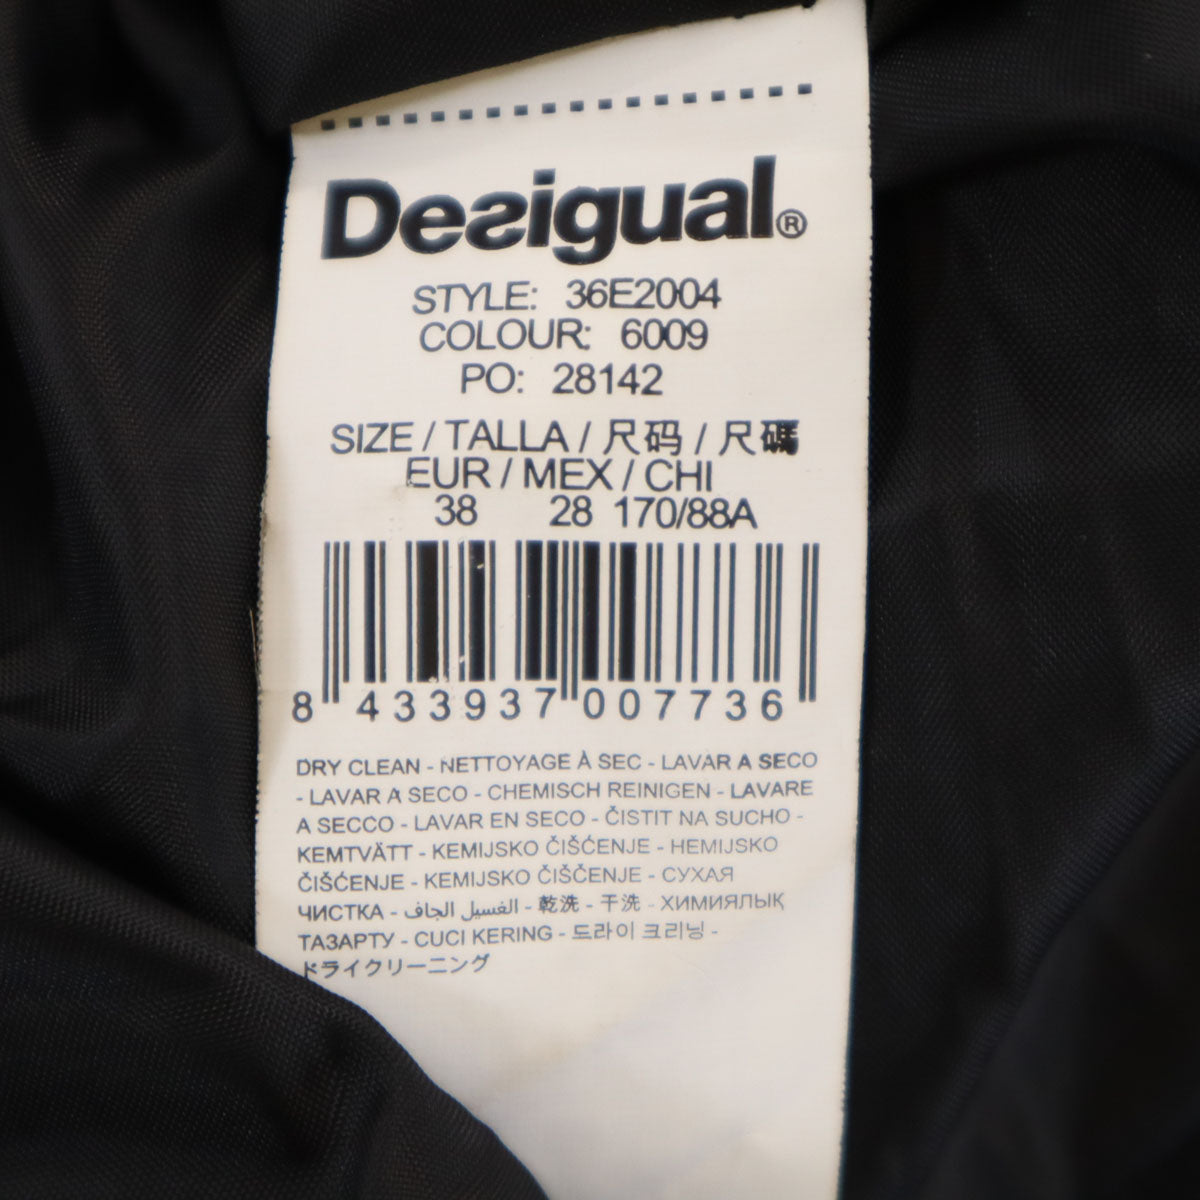 Desigual®
STYLE: 36E2004
COLOUR: 6009
PO: 28142
SIZE / TALLA / 尺码 / 尺碼
EUR / MEX / CHI
38 28 170/88A
8 433937 007736
DRY CLEAN - NETTOYAGE À SEC - LAVAR A SECO
- LAVAR A SECO - CHEMISCH REINIGEN - LAVARE
A SECCO - LAVAR EN SECO - ČISTIT NA SUCHO -
KEMTVÄTT - KEMIJSKO ČIŠĆENJE - HEMIJSKO
ČIŠĆENJE - KEMIJSKO ČIŠĆENJE - СУХАЯ
ЧИСТКА - الغسيل الجاف - 乾洗 - 干洗 - ХИМИЯЛЫҚ
ТАЗАРТУ - CUCI KERING - 드라이 크리닝 -
ドライクリーニング